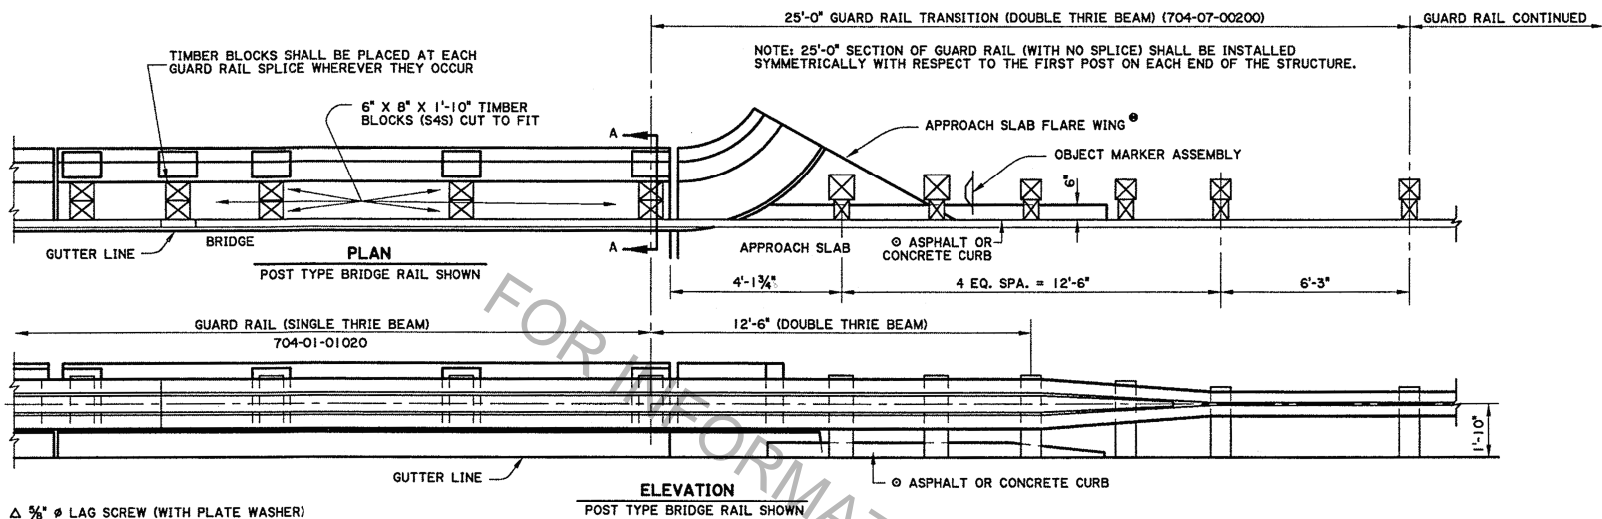 25'-0" GUARD RAIL TRANSITION (DOUBLE THRIE BEAM) (704-07-00200)
GUARD RAIL CONTINUED
TIMBER BLOCKS SHALL BE PLACED AT EACH
GUARD RAIL SPLICE WHEREVER THEY OCCUR
NOTE: 25'-0" SECTION OF GUARD RAIL (WITH NO SPLICE) SHALL BE INSTALLED
SYMMETRICALLY WITH RESPECT TO THE FIRST POST ON EACH END OF THE STRUCTURE.
6" X 8" X 1'-10" TIMBER
BLOCKS (S4S) CUT TO FIT
A
APPROACH SLAB FLARE WING
OBJECT MARKER ASSEMBLY
6"
GUTTER LINE
BRIDGE
A
APPROACH SLAB
⊙ ASPHALT OR
CONCRETE CURB
PLAN
POST TYPE BRIDGE RAIL SHOWN
4'-1¾"
4 EQ. SPA. = 12'-6"
6'-3"
GUARD RAIL (SINGLE THRIE BEAM)
704-01-01020
12'-6" (DOUBLE THRIE BEAM)
FOR INFORMAT
1'-10"
GUTTER LINE
⊙ ASPHALT OR CONCRETE CURB
ELEVATION
POST TYPE BRIDGE RAIL SHOWN
△ ⅝" ø LAG SCREW (WITH PLATE WASHER)